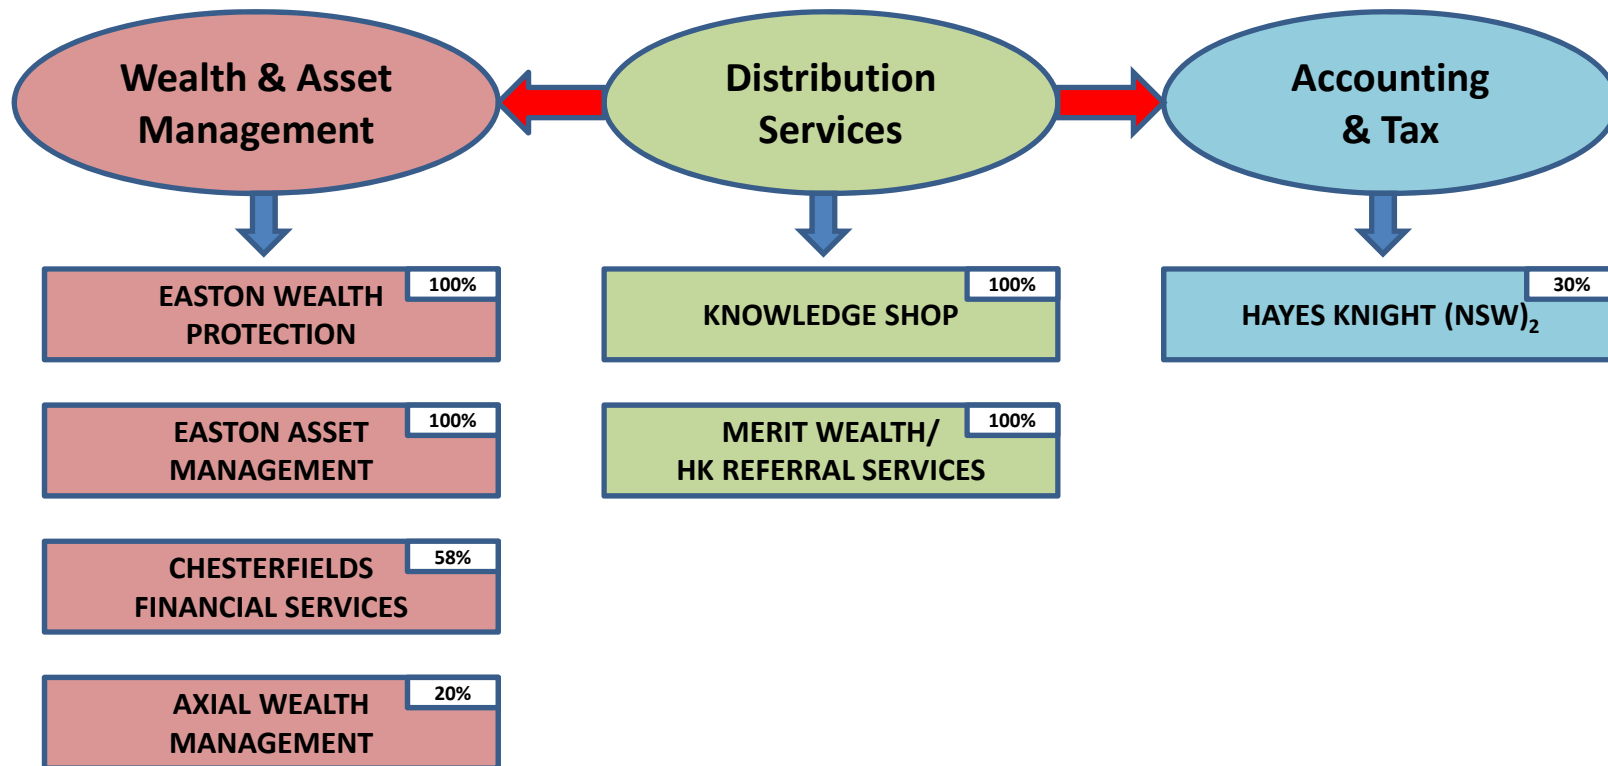 Wealth & Asset
Management
Distribution
Services
Accounting
& Tax
100%
EASTON WEALTH
PROTECTION
100%
EASTON ASSET
MANAGEMENT
58%
CHESTERFIELDS
FINANCIAL SERVICES
20%
AXIAL WEALTH
MANAGEMENT
100%
KNOWLEDGE SHOP
100%
MERIT WEALTH/
HK REFERRAL SERVICES
30%
HAYES KNIGHT (NSW)₂